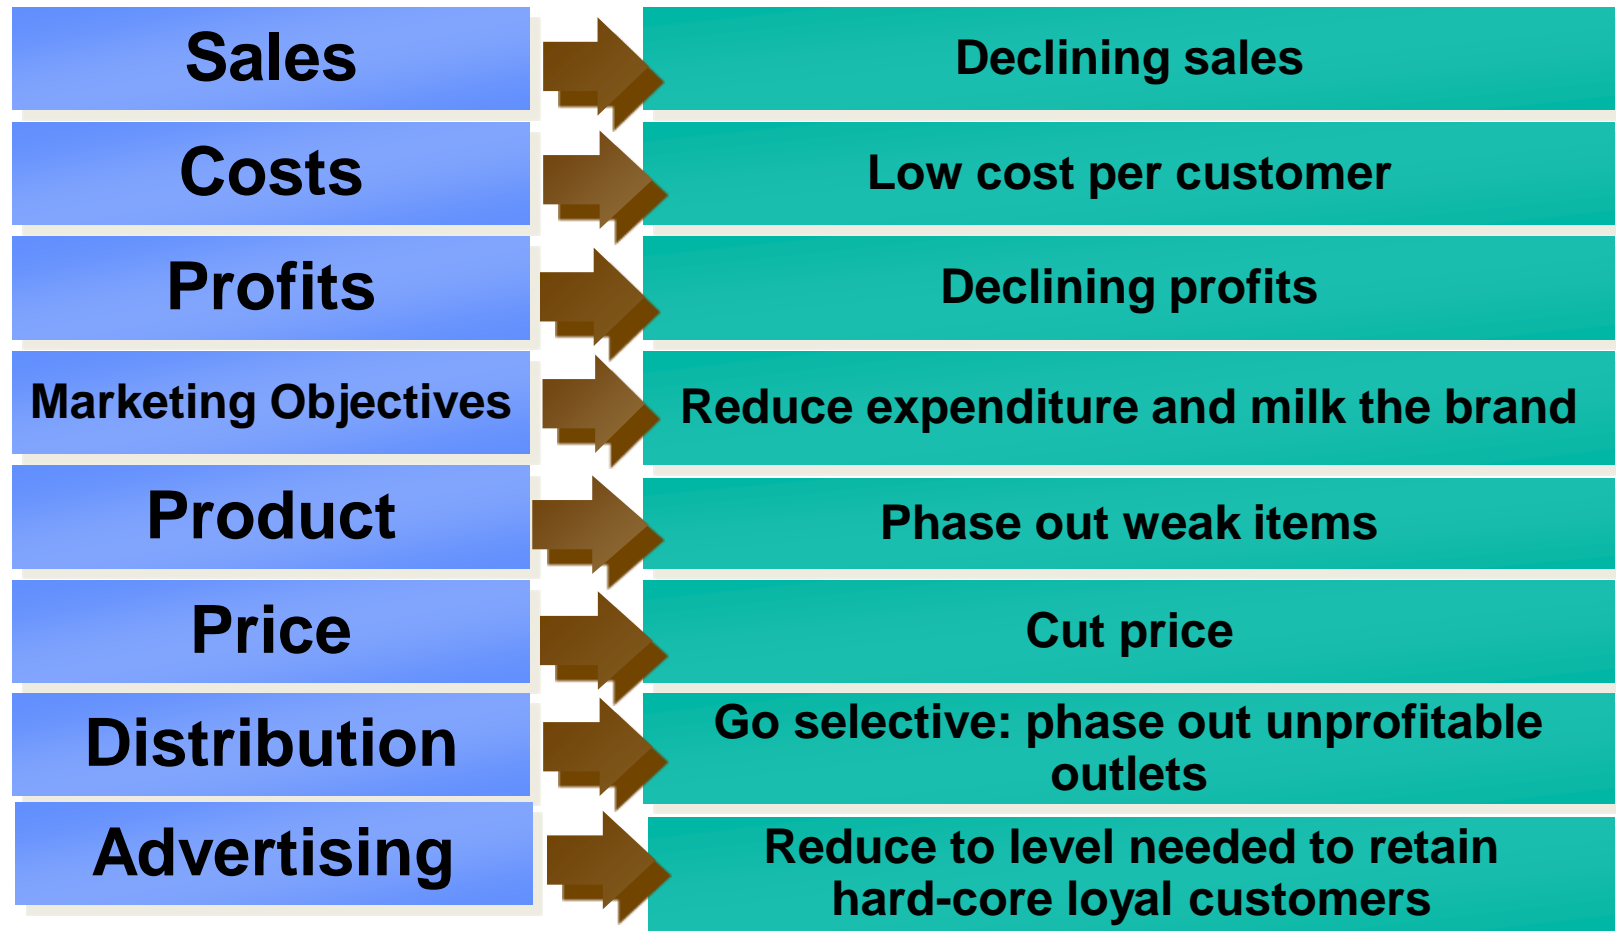 Sales
Declining sales
Costs
Low cost per customer
Profits
Declining profits
Marketing Objectives
Reduce expenditure and milk the brand
Product
Phase out weak items
Price
Cut price
Distribution
Go selective: phase out unprofitable
outlets
Advertising
Reduce to level needed to retain
hard-core loyal customers